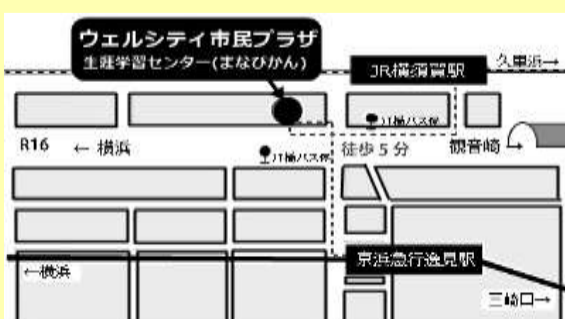 ウェルシティ市民プラザ
生涯学習センター(まなびかん)
JR横須賀駅
久里浜→
R16
← 横浜
徒歩5分
観音崎
←横浜
京浜急行逸見駅
三崎口→